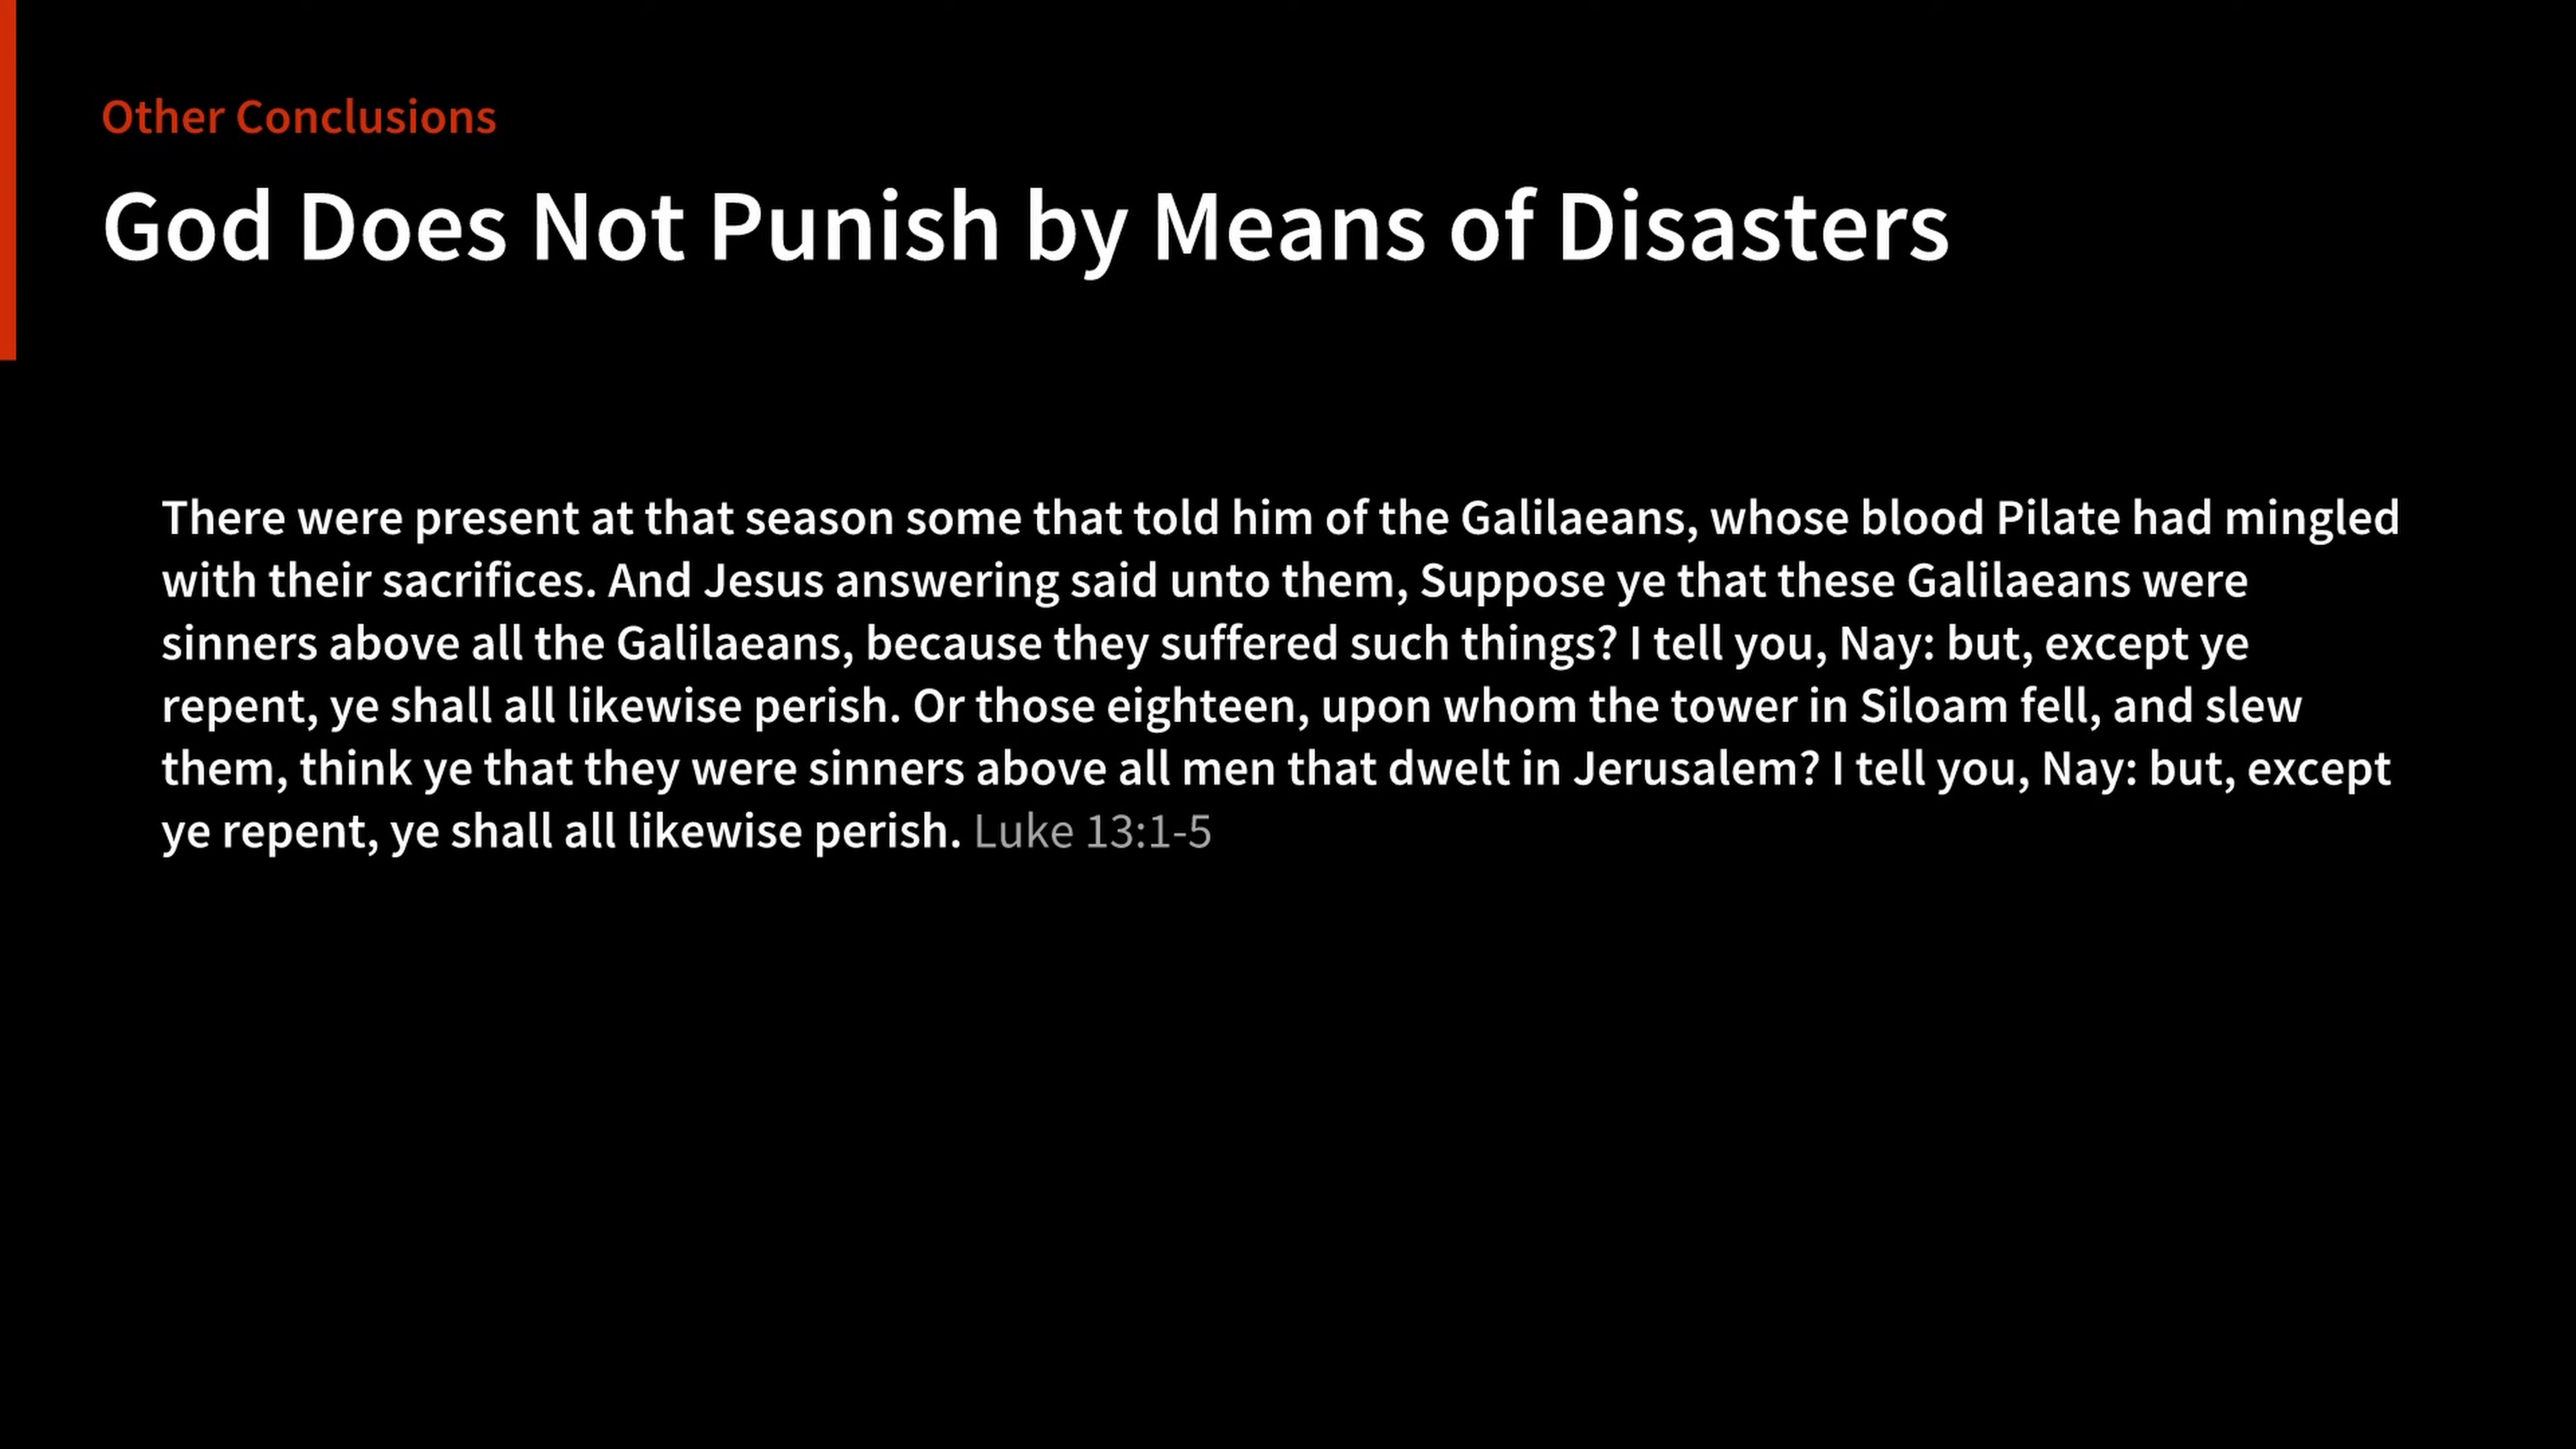 Other Conclusions
God Does Not Punish by Means of Disasters
There were present at that season some that told him of the Galilaeans, whose blood Pilate had mingled
with their sacrifices. And Jesus answering said unto them, Suppose ye that these Galilaeans were
sinners above all the Galilaeans, because they suffered such things? I tell you, Nay: but, except ye
repent, ye shall all likewise perish. Or those eighteen, upon whom the tower in Siloam fell, and slew
them, think ye that they were sinners above all men that dwelt in Jerusalem? I tell you, Nay: but, except
ye repent, ye shall all likewise perish. Luke 13:1-5